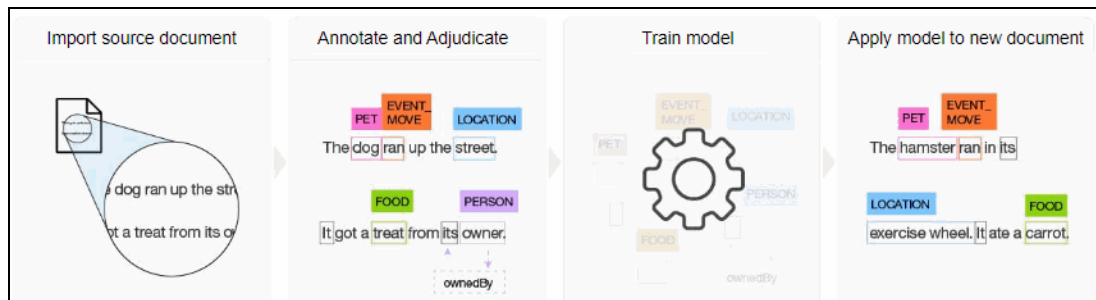 Import source document
dog ran up the stre
ot a treat from its o
Annotate and Adjudicate
PET
EVENT_
MOVE
LOCATION
The dog ran up the street.
FOOD
PERSON
It got a treat from its owner.
ownedBy
Train model
EVENT_
MOVE
LOCATION
PET
PERSON
FOOD
ownedBy
Apply model to new document
PET
EVENT_
MOVE
The hamster ran in its
LOCATION
FOOD
exercise wheel. It ate a carrot.